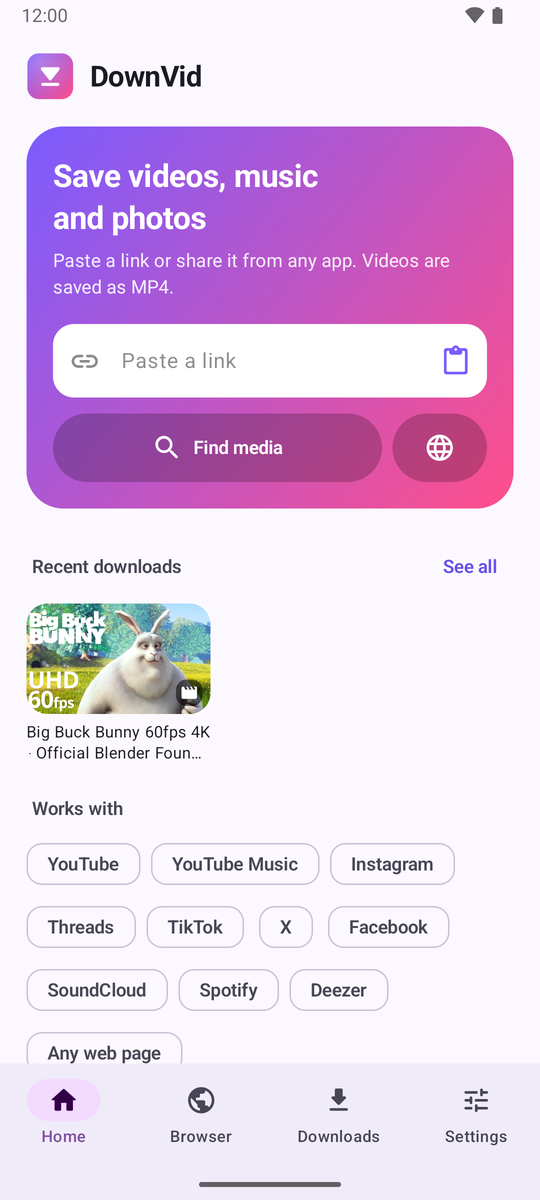 12:00
DownVid
Save videos, music
and photos
Paste a link or share it from any app. Videos are
saved as MP4.
Paste a link
Find media
Recent downloads
See all
Big Buck
BUNNY
UHD
60fps
Big Buck Bunny 60fps 4K
· Official Blender Foun…
Works with
YouTube
YouTube Music
Instagram
Threads
TikTok
X
Facebook
SoundCloud
Spotify
Deezer
Any web page
Home
Browser
Downloads
Settings